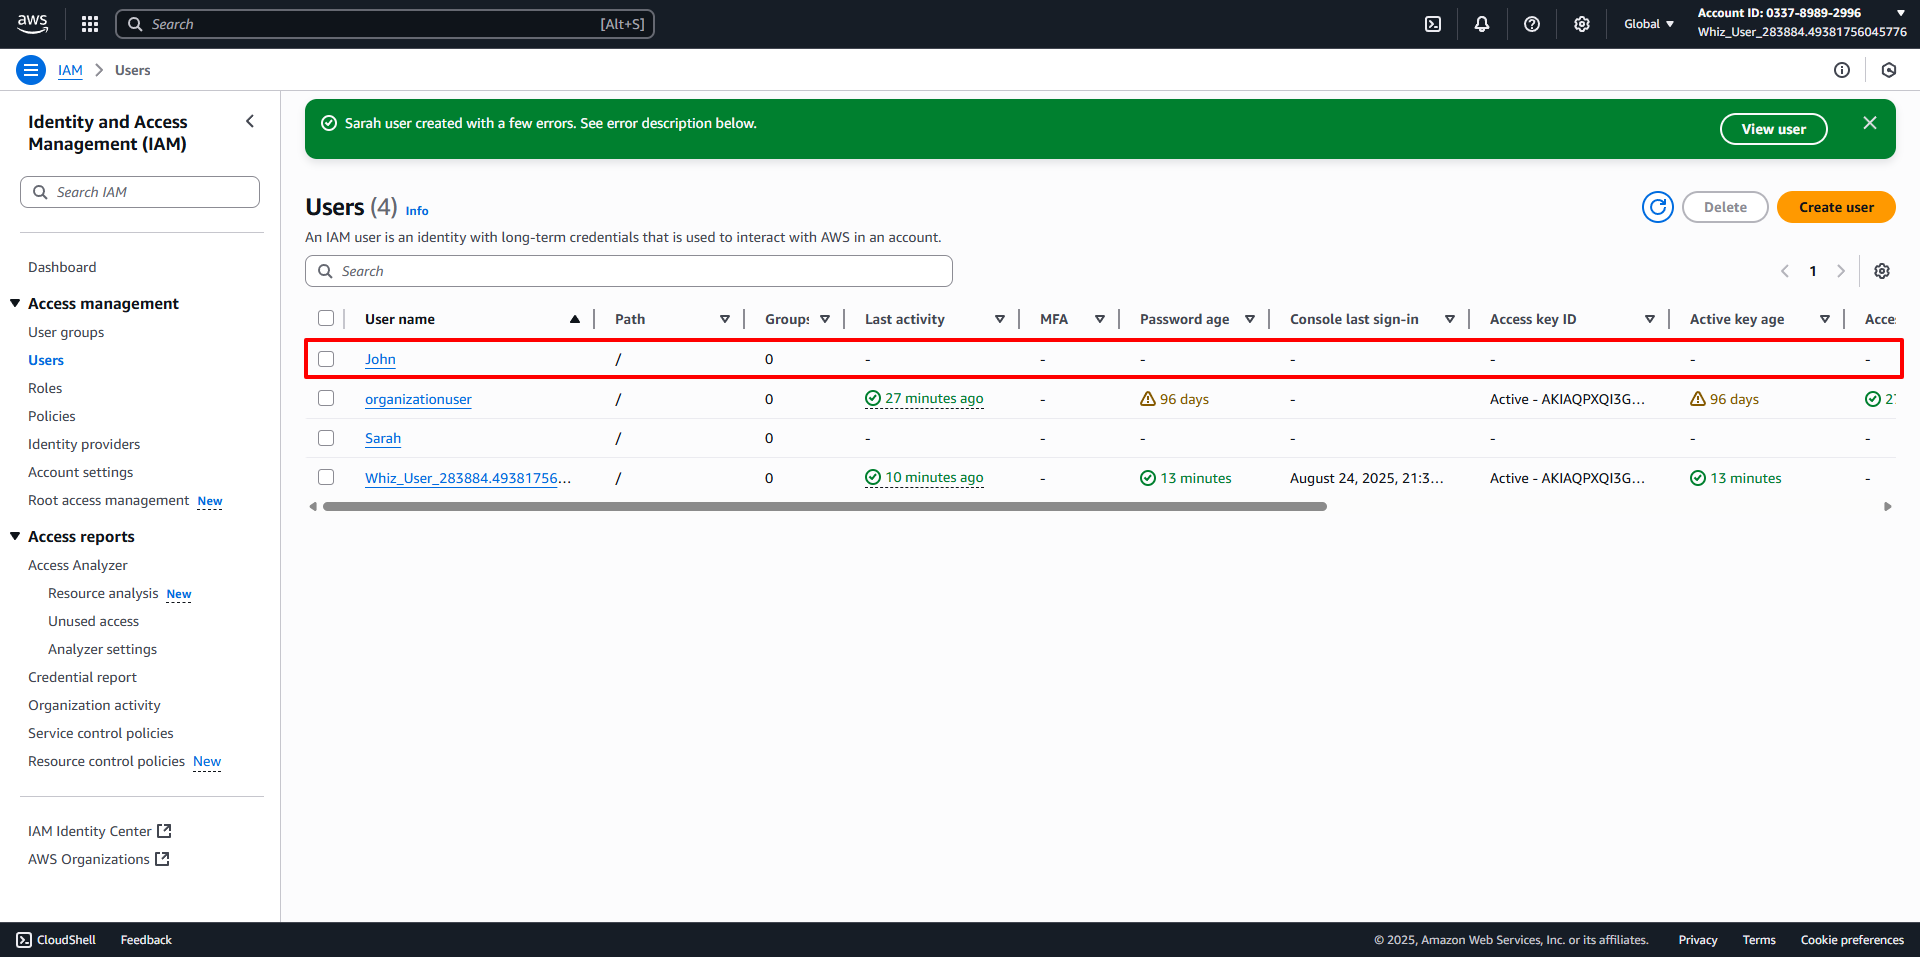 aws
Search
[Alt+S]
Global
Account ID: 0337-8989-2996
Whiz_User_283884.49381756045776
IAM
Users
Identity and Access
Management (IAM)
Search IAM
Dashboard
Access management
User groups
Users
Roles
Policies
Identity providers
Account settings
Root access management New
Access reports
Access Analyzer
Resource analysis New
Unused access
Analyzer settings
Credential report
Organization activity
Service control policies
Resource control policies New
IAM Identity Center
AWS Organizations
Sarah user created with a few errors. See error description below.
View user
Users (4) Info
Delete
Create user
An IAM user is an identity with long-term credentials that is used to interact with AWS in an account.
Search
1
User name Path Groups Last activity MFA Password age Console last sign-in Access key ID Active key age Acce
John / 0 - - - - - - -
organizationuser / 0 27 minutes ago - 96 days - Active - AKIAQPXQI3G... 96 days 27
Sarah / 0 - - - - - - -
Whiz_User_283884.49381756... / 0 10 minutes ago - 13 minutes August 24, 2025, 21:3... Active - AKIAQPXQI3G... 13 minutes -
CloudShell Feedback
© 2025, Amazon Web Services, Inc. or its affiliates. Privacy Terms Cookie preferences